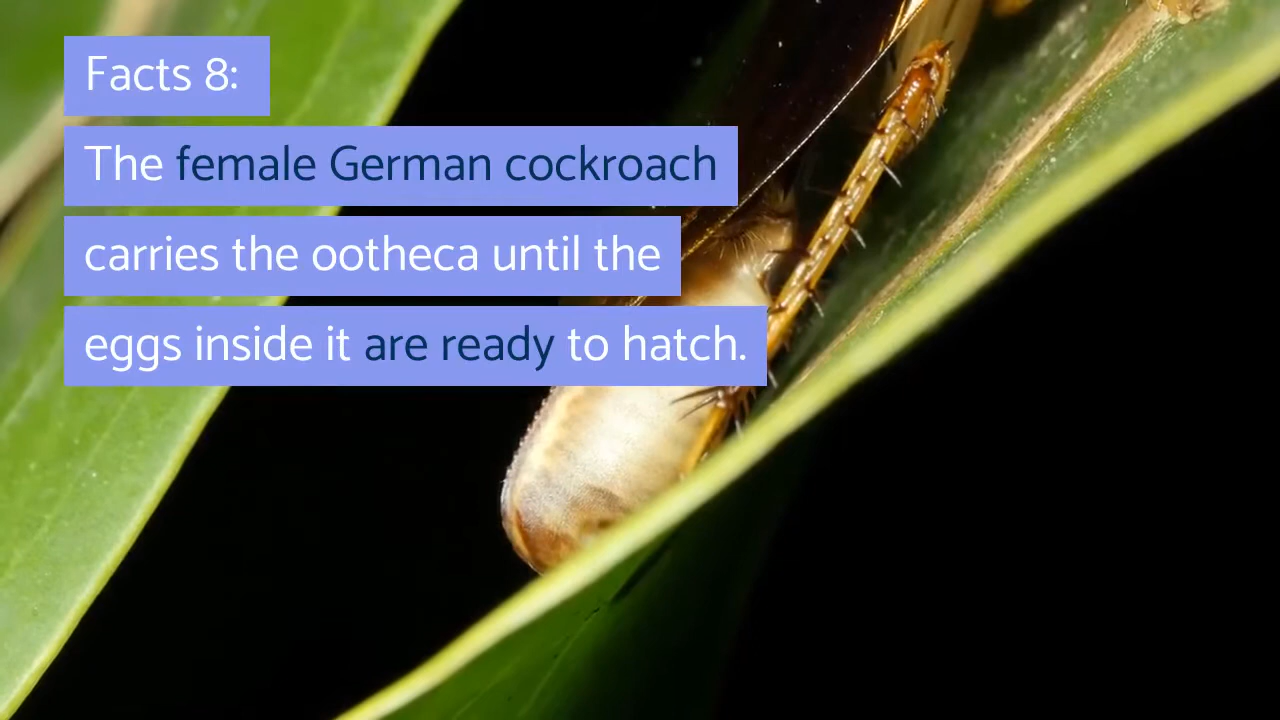 Facts 8:
The female German cockroach
carries the ootheca until the
eggs inside it are ready to hatch.